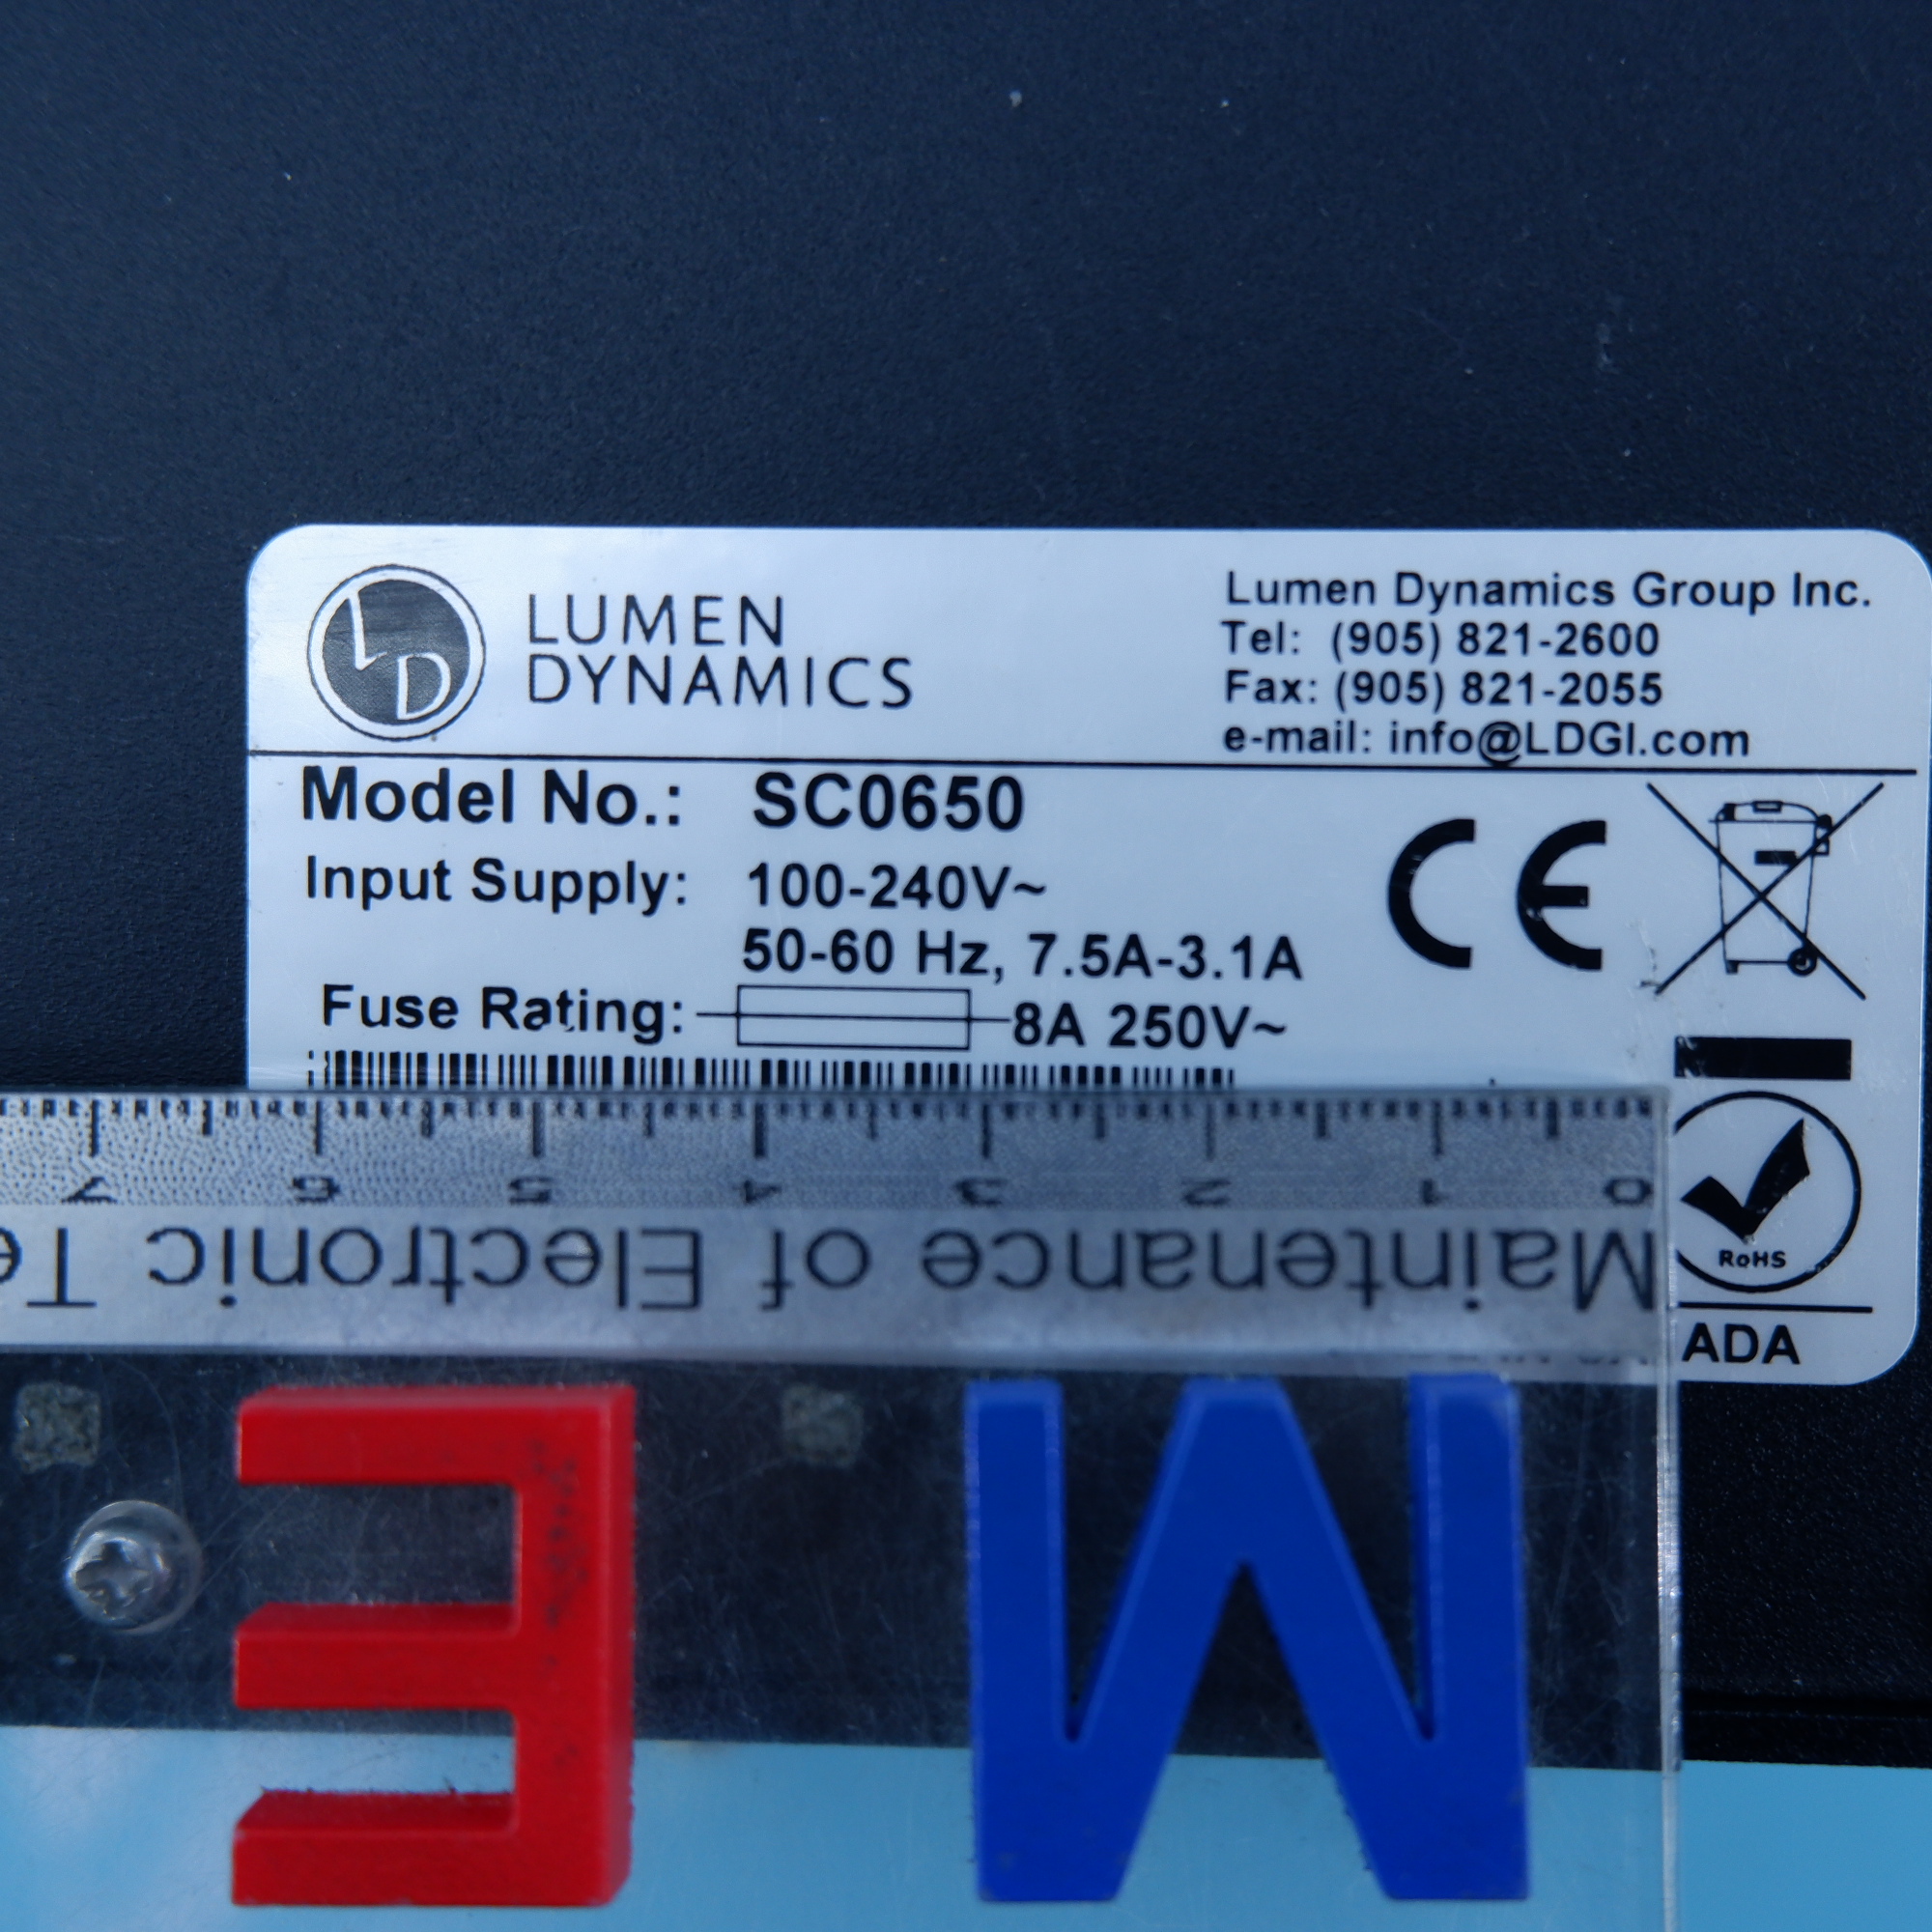 LD
LUMEN
DYNAMICS
Lumen Dynamics Group Inc.
Tel: (905) 821-2600
Fax: (905) 821-2055
e-mail: info@LDGI.com
Model No.: SC0650
Input Supply: 100-240V~
50-60 Hz, 7.5A-3.1A
Fuse Rating: 8A 250V~
CE
RoHS
ADA
0 1 2 3 4 5 6 7
Maintenance of Electronic Te
M E